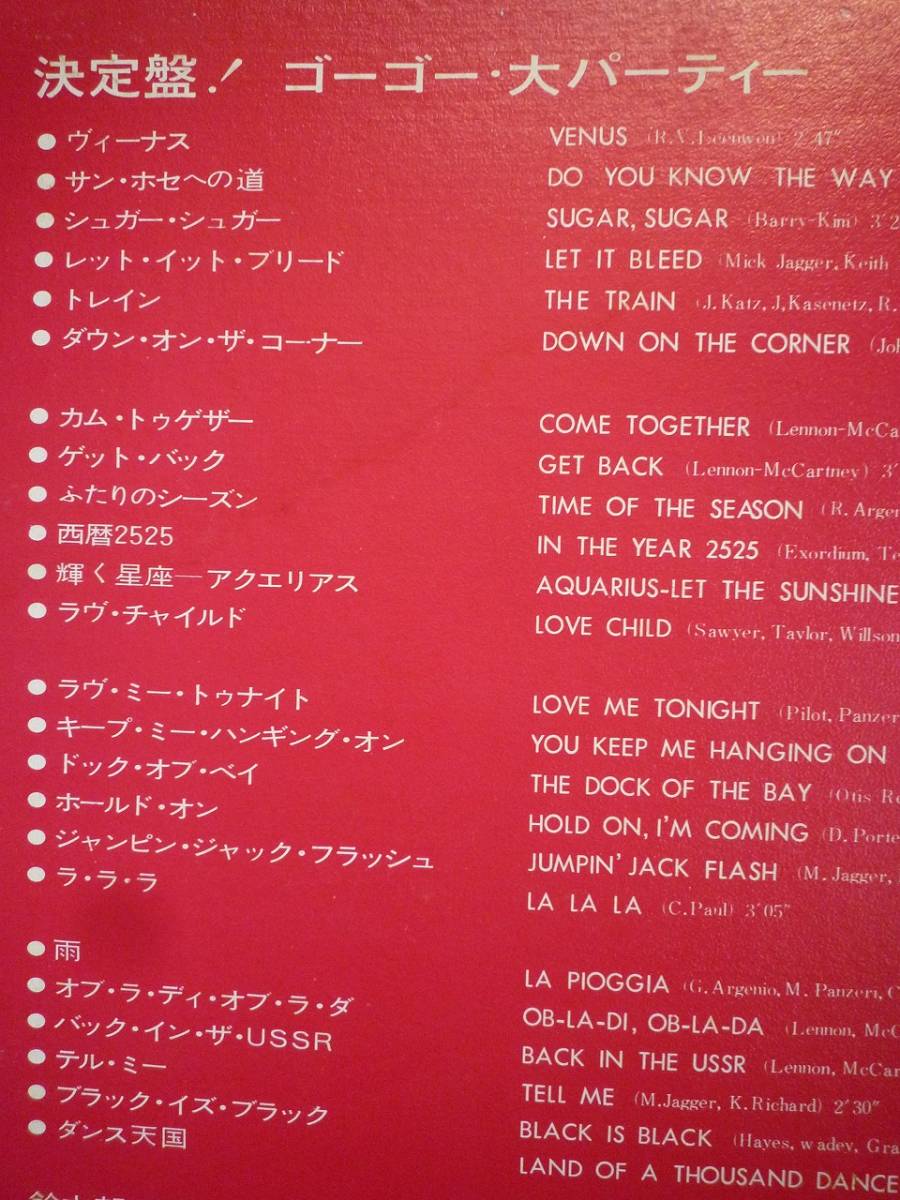 決定盤! ゴーゴー・大パーティー
●ヴィーナス VENUS (R.V.Leenwon) 2´47″
●サン・ホセへの道 DO YOU KNOW THE WAY
●シュガー・シュガー SUGAR, SUGAR (Barry-Kim) 3´2
●レット・イット・ブリード LET IT BLEED (Mick Jagger, Keith
●トレイン THE TRAIN (J. Katz, J, Kasenetz, R.
●ダウン・オン・ザ・コーナー DOWN ON THE CORNER (Jo
●カム・トゥゲザー COME TOGETHER (Lennon-McCa
●ゲット・バック GET BACK (Lennon-McCartney) 3´
●ふたりのシーズン TIME OF THE SEASON (R. Argen
●西暦2525 IN THE YEAR 2525 (Exordium, Te
●輝く星座─アクエリアス AQUARIUS-LET THE SUNSHINE
●ラヴ・チャイルド LOVE CHILD (Sawyer, Taylor, Willson
●ラヴ・ミー・トゥナイト LOVE ME TONIGHT (Pilot, Panzer
●キープ・ミー・ハンギング・オン YOU KEEP ME HANGING ON
●ドック・オブ・ベイ THE DOCK OF THE BAY (Otis Re
●ホールド・オン HOLD ON, I'M COMING (D. Porte
●ジャンピン・ジャック・フラッシュ JUMPIN' JACK FLASH (M. Jagger,
●ラ・ラ・ラ LA LA LA (C.Paul) 3´05″
●雨 LA PIOGGIA (G. Argenio, M. Panzeri, C
●オブ・ラ・ディ・オブ・ラ・ダ OB-LA-DI, OB-LA-DA (Lennon, McC
●バック・イン・ザ・USSR BACK IN THE USSR (Lennon, McCar
●テル・ミー TELL ME (M.Jagger, K.Richard) 2´30″
●ブラック・イズ・ブラック BLACK IS BLACK (Hayes, wadey, Gra
●ダンス天国 LAND OF A THOUSAND DANCE